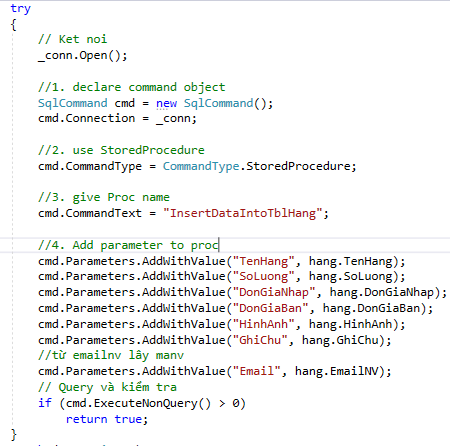 try
{
// Ket noi
_conn.Open();
//1. declare command object
SqlCommand cmd = new SqlCommand();
cmd.Connection = _conn;
//2. use StoredProcedure
cmd.CommandType = CommandType.StoredProcedure;
//3. give Proc name
cmd.CommandText = "InsertDataIntoTblHang";
//4. Add parameter to proc
cmd.Parameters.AddWithValue("TenHang", hang.TenHang);
cmd.Parameters.AddWithValue("SoLuong", hang.SoLuong);
cmd.Parameters.AddWithValue("DonGiaNhap", hang.DonGiaNhap);
cmd.Parameters.AddWithValue("DonGiaBan", hang.DonGiaBan);
cmd.Parameters.AddWithValue("HinhAnh", hang.HinhAnh);
cmd.Parameters.AddWithValue("GhiChu", hang.GhiChu);
//từ emailnv lây manv
cmd.Parameters.AddWithValue("Email", hang.EmailNV);
// Query và kiểm tra
if (cmd.ExecuteNonQuery() > 0)
return true;
}